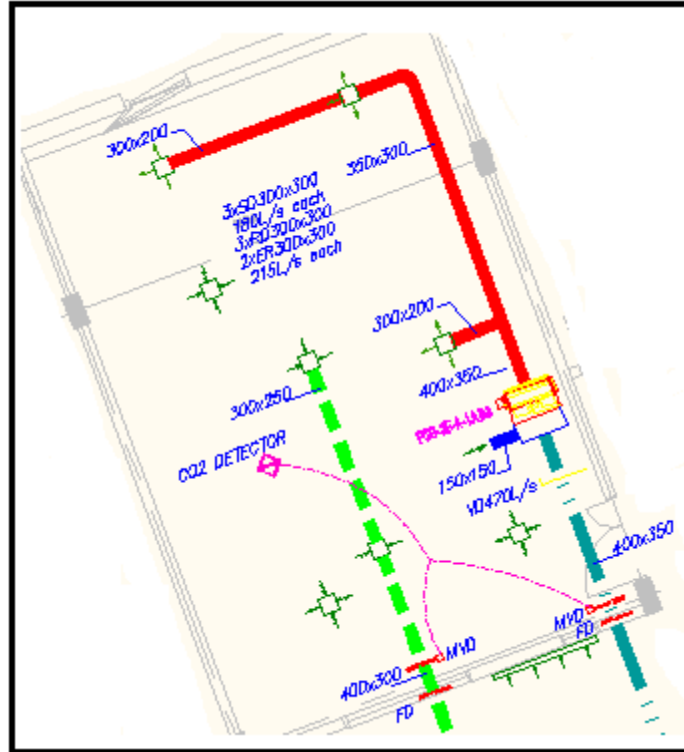 300x200
350x300
3xSD300x300
180L/s each
3xRD300x300
2xER300x300
215L/s each
300x200
300x250
400x350
CO2 DETECTOR
150x150
VD470L/s
400x350
MVD
FD
MVD
400x300
FD